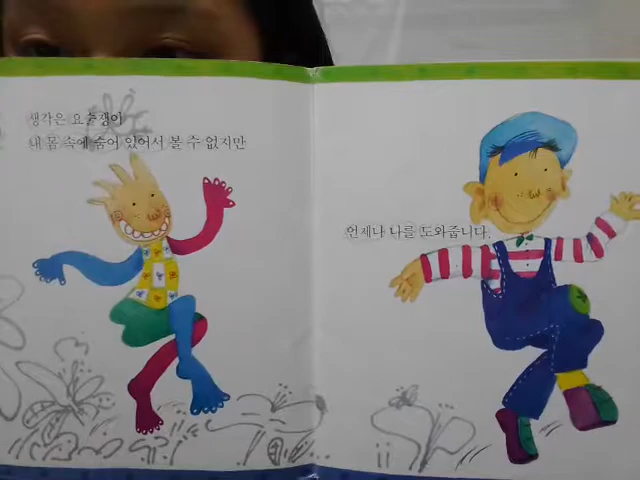 생각은 요술쟁이
내 몸 속에 숨어 있어서 볼 수 없지만
언제나 나를 도와줍니다.